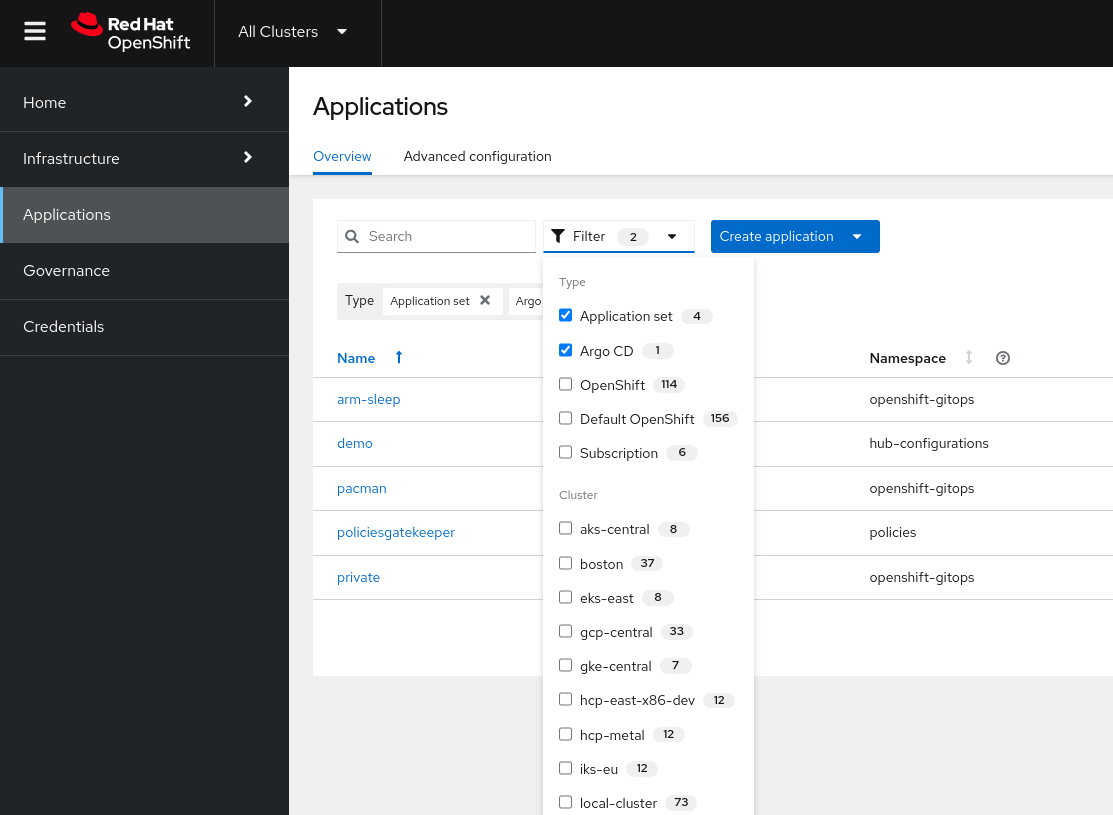 Red Hat
OpenShift
All Clusters
Home
Infrastructure
Applications
Governance
Credentials
Applications
Overview Advanced configuration
Search
Filter 2
Create application
Type Application set Argo
Type
Application set 4
Argo CD 1
OpenShift 114
Default OpenShift 156
Subscription 6
Cluster
aks-central 8
boston 37
eks-east 8
gcp-central 33
gke-central 7
hcp-east-x86-dev 12
hcp-metal 12
iks-eu 12
local-cluster 73
Name Namespace
arm-sleep openshift-gitops
demo hub-configurations
pacman openshift-gitops
policiesgatekeeper policies
private openshift-gitops